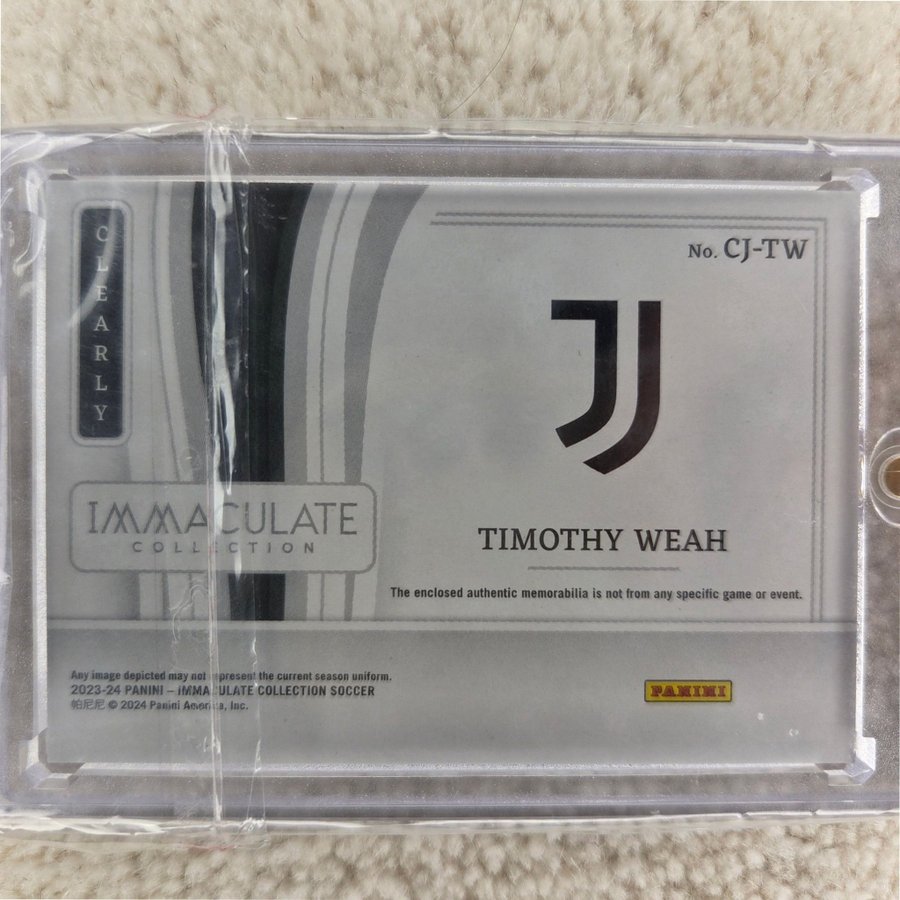 CLEARLY
No. CJ-TW
IMMACULATE
COLLECTION
TIMOTHY WEAH
The enclosed authentic memorabilia is not from any specific game or event.
Any image depicted may not represent the current season uniform.
2023-24 PANINI – IMMACULATE COLLECTION SOCCER
帕尼尼 © 2024 Panini America, Inc.
PANINI